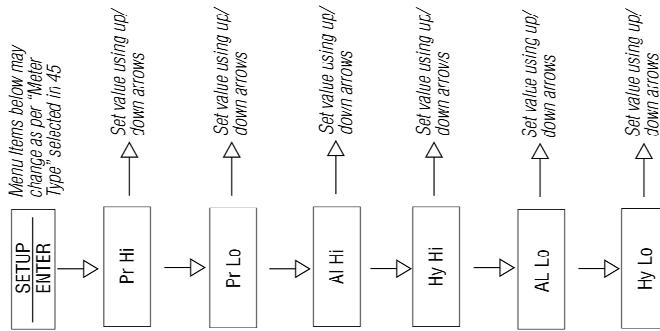 SETUP
ENTER
Menu Items below may
change as per "Meter
Type" selected in 45
Pr Hi
Set value using up/
down arrows
Pr Lo
Set value using up/
down arrows
Al Hi
Set value using up/
down arrows
Hy Hi
Set value using up/
down arrows
AL Lo
Set value using up/
down arrows
Hy Lo
Set value using up/
down arrows